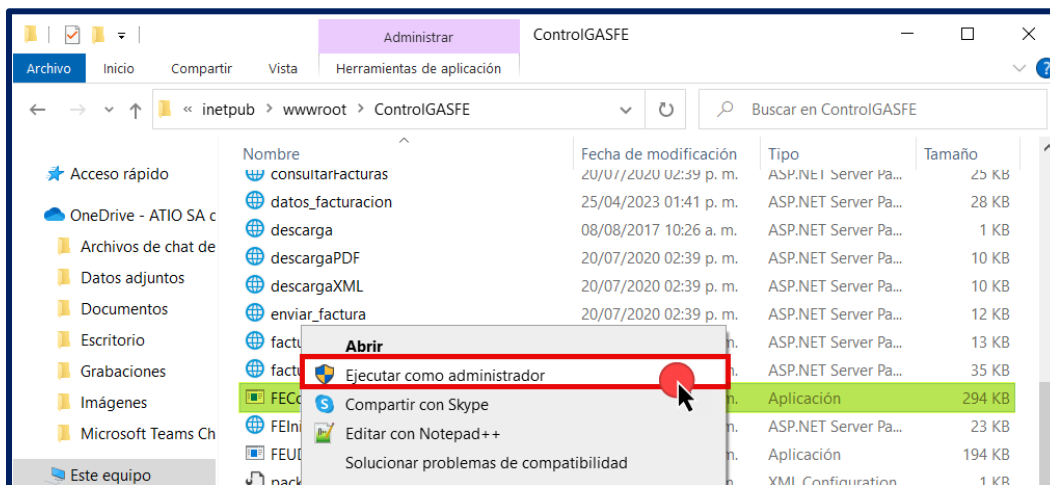 Administrar
ControlGASFE
Archivo Inicio Compartir Vista Herramientas de aplicación
« inetpub > wwwroot > ControlGASFE
Buscar en ControlGASFE
Nombre Fecha de modificación Tipo Tamaño
consultarFacturas 20/07/2020 02:39 p. m. ASP.NET Server Pa... 25 KB
Acceso rápido
datos_facturacion 25/04/2023 01:41 p. m. ASP.NET Server Pa... 28 KB
OneDrive - ATIO SA c
descarga 08/08/2017 10:26 a. m. ASP.NET Server Pa... 1 KB
Archivos de chat de
descargaPDF 20/07/2020 02:39 p. m. ASP.NET Server Pa... 10 KB
Datos adjuntos
descargaXML 20/07/2020 02:39 p. m. ASP.NET Server Pa... 10 KB
Documentos
enviar_factura 20/07/2020 02:39 p. m. ASP.NET Server Pa... 12 KB
Escritorio
factu
Abrir
ASP.NET Server Pa... 13 KB
Grabaciones
Ejecutar como administrador
ASP.NET Server Pa... 35 KB
Imágenes
Compartir con Skype
Aplicación 294 KB
Microsoft Teams Ch
FEIni
Editar con Notepad++
ASP.NET Server Pa... 23 KB
Solucionar problemas de compatibilidad
Aplicación 194 KB
Este equipo
XML Configuration 1 KB